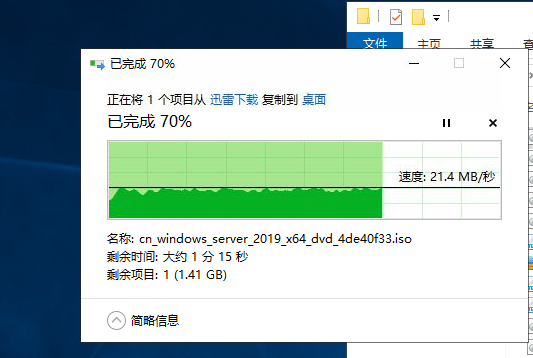 文件
主页
共享
查
已完成 70%
正在将 1 个项目从 迅雷下载 复制到 桌面
已完成 70%
速度: 21.4 MB/秒
名称: cn_windows_server_2019_x64_dvd_4de40f33.iso
剩余时间: 大约 1 分 15 秒
剩余项目: 1 (1.41 GB)
简略信息